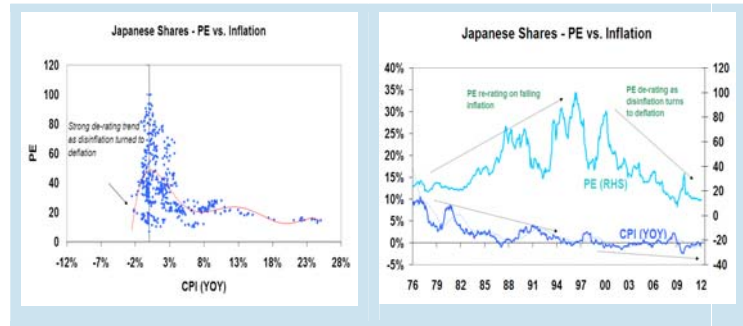 Japanese Shares - PE vs. Inflation
120
100
80
60
40
20
0
PE
Strong de-rating trend
as disinflation turned to
deflation
-12% -7% -2% 3% 8% 13% 18% 23% 28%
CPI (YOY)
Japanese Shares - PE vs. Inflation
40%
35%
30%
25%
20%
15%
10%
5%
0%
-5%
120
100
80
60
40
20
0
-20
-40
PE re-rating on falling
inflation
PE de-rating as
disinflation turns
to deflation
PE (RHS)
CPI (YOY)
76 79 82 85 88 91 94 97 00 03 06 09 12